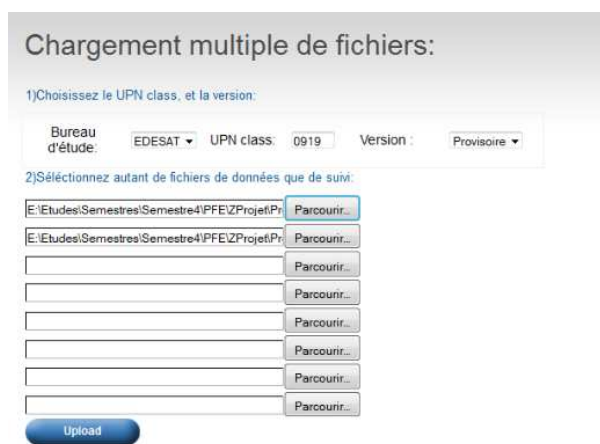 Chargement multiple de fichiers:
1)Choisissez le UPN class, et la version:
Bureau d'étude: EDESAT UPN class: 0919 Version : Provisoire
2)Séléctionnez autant de fichiers de données que de suivi:
E:\Etudes\Semestres\Semestre4\PFE\ZProjet\Pr Parcourir...
E:\Etudes\Semestres\Semestre4\PFE\ZProjet\Pr Parcourir...
Parcourir...
Parcourir...
Parcourir...
Parcourir...
Parcourir...
Parcourir...
Upload